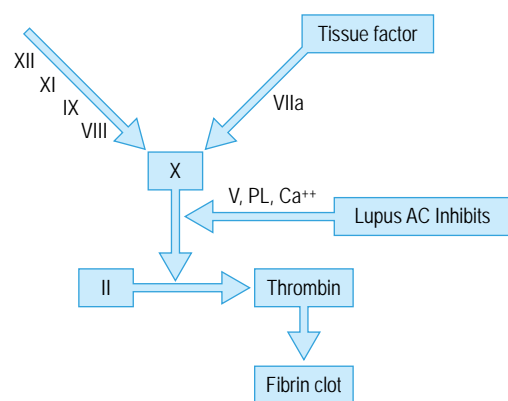 Tissue factor
XII
XI
IX
VIII
VIIa
X
V, PL, Ca⁺⁺
Lupus AC Inhibits
II
Thrombin
Fibrin clot